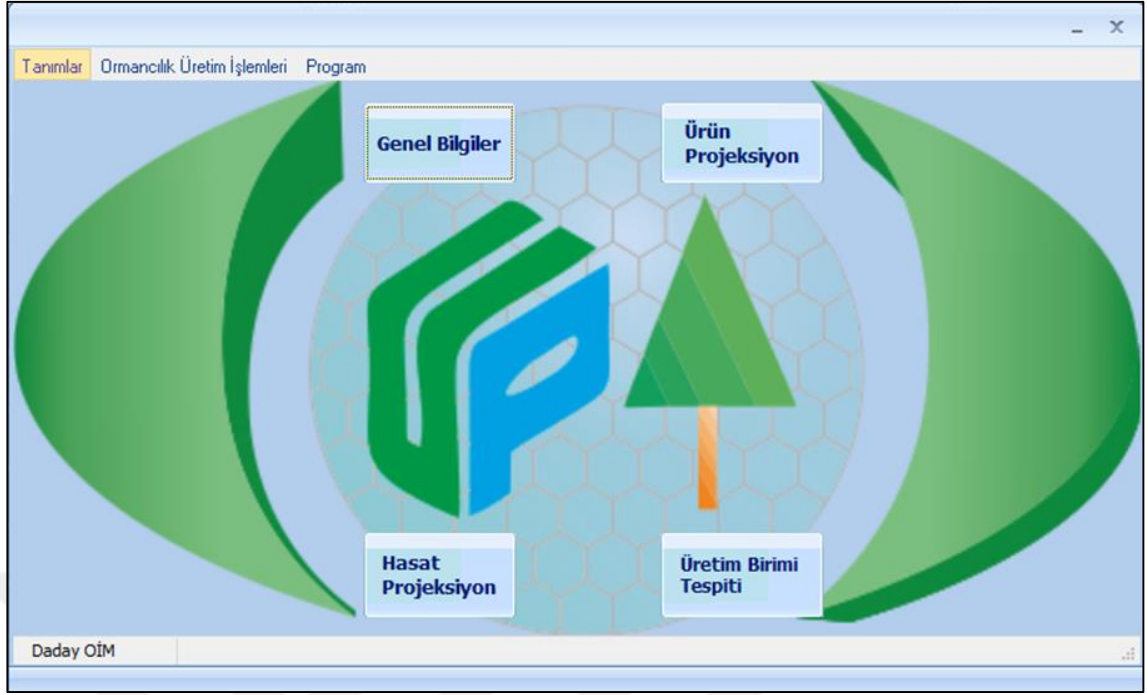 Tanımlar Ormancılık Üretim İşlemleri Program
Genel Bilgiler
Ürün
Projeksiyon
Hasat
Projeksiyon
Üretim Birimi
Tespiti
Daday OİM